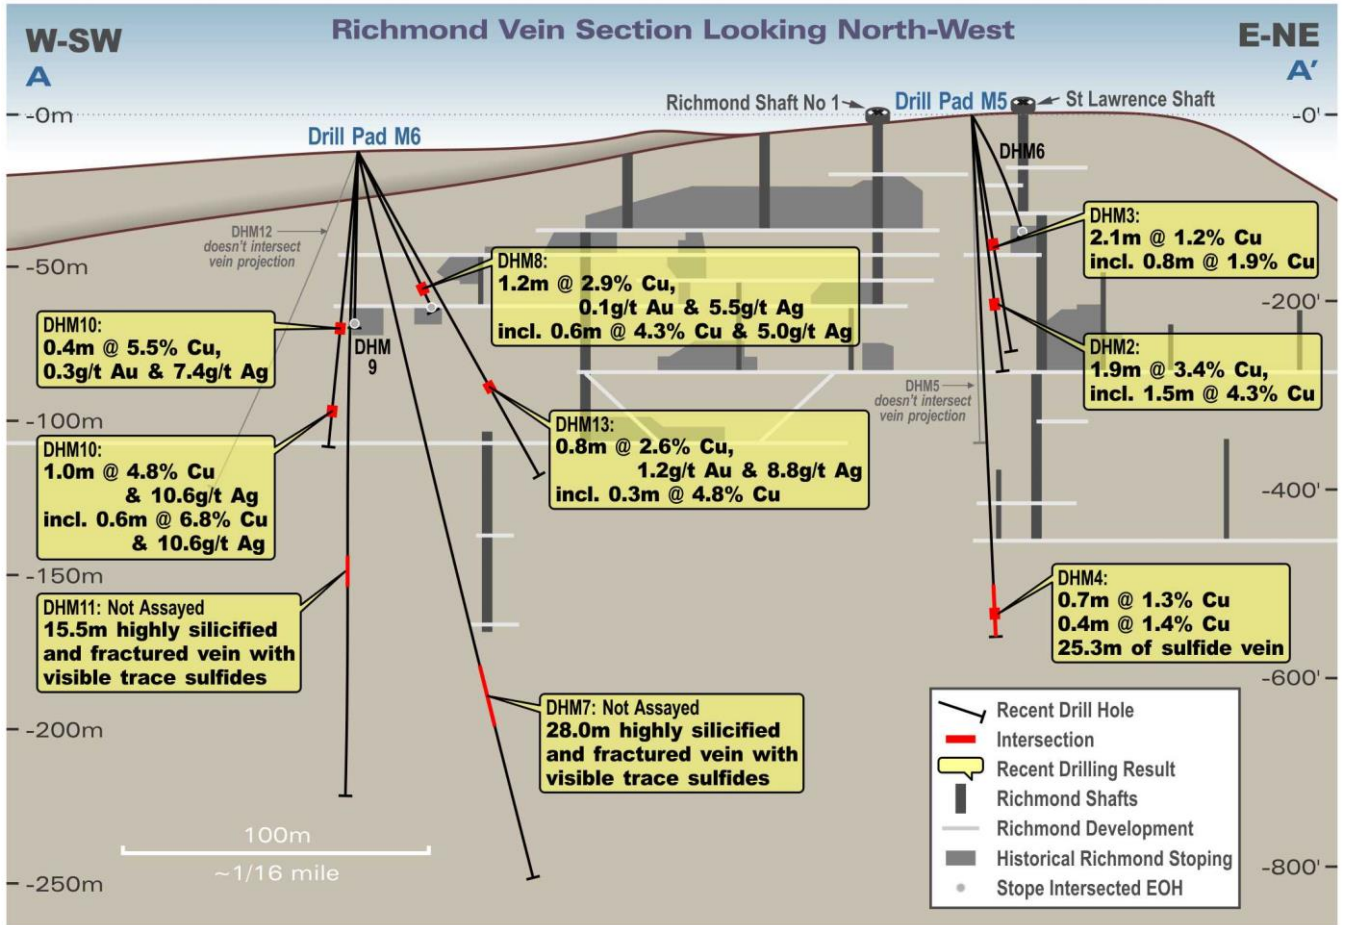 Richmond Vein Section Looking North-West
W-SW
A
E-NE
A'
Richmond Shaft No 1
Drill Pad M5
St Lawrence Shaft
-0m
-0'
Drill Pad M6
DHM6
DHM12
doesn't intersect
vein projection
DHM3:
2.1m @ 1.2% Cu
incl. 0.8m @ 1.9% Cu
-50m
DHM8:
1.2m @ 2.9% Cu,
0.1g/t Au & 5.5g/t Ag
incl. 0.6m @ 4.3% Cu & 5.0g/t Ag
-200'
DHM10:
0.4m @ 5.5% Cu,
0.3g/t Au & 7.4g/t Ag
DHM
9
DHM2:
1.9m @ 3.4% Cu,
incl. 1.5m @ 4.3% Cu
DHM5
doesn't intersect
vein projection
-100m
DHM13:
0.8m @ 2.6% Cu,
1.2g/t Au & 8.8g/t Ag
incl. 0.3m @ 4.8% Cu
DHM10:
1.0m @ 4.8% Cu
& 10.6g/t Ag
incl. 0.6m @ 6.8% Cu
& 10.6g/t Ag
-400'
-150m
DHM11: Not Assayed
15.5m highly silicified
and fractured vein with
visible trace sulfides
DHM4:
0.7m @ 1.3% Cu
0.4m @ 1.4% Cu
25.3m of sulfide vein
-600'
DHM7: Not Assayed
28.0m highly silicified
and fractured vein with
visible trace sulfides
-200m
Recent Drill Hole
Intersection
Recent Drilling Result
Richmond Shafts
Richmond Development
Historical Richmond Stoping
Stope Intersected EOH
100m
~1/16 mile
-800'
-250m